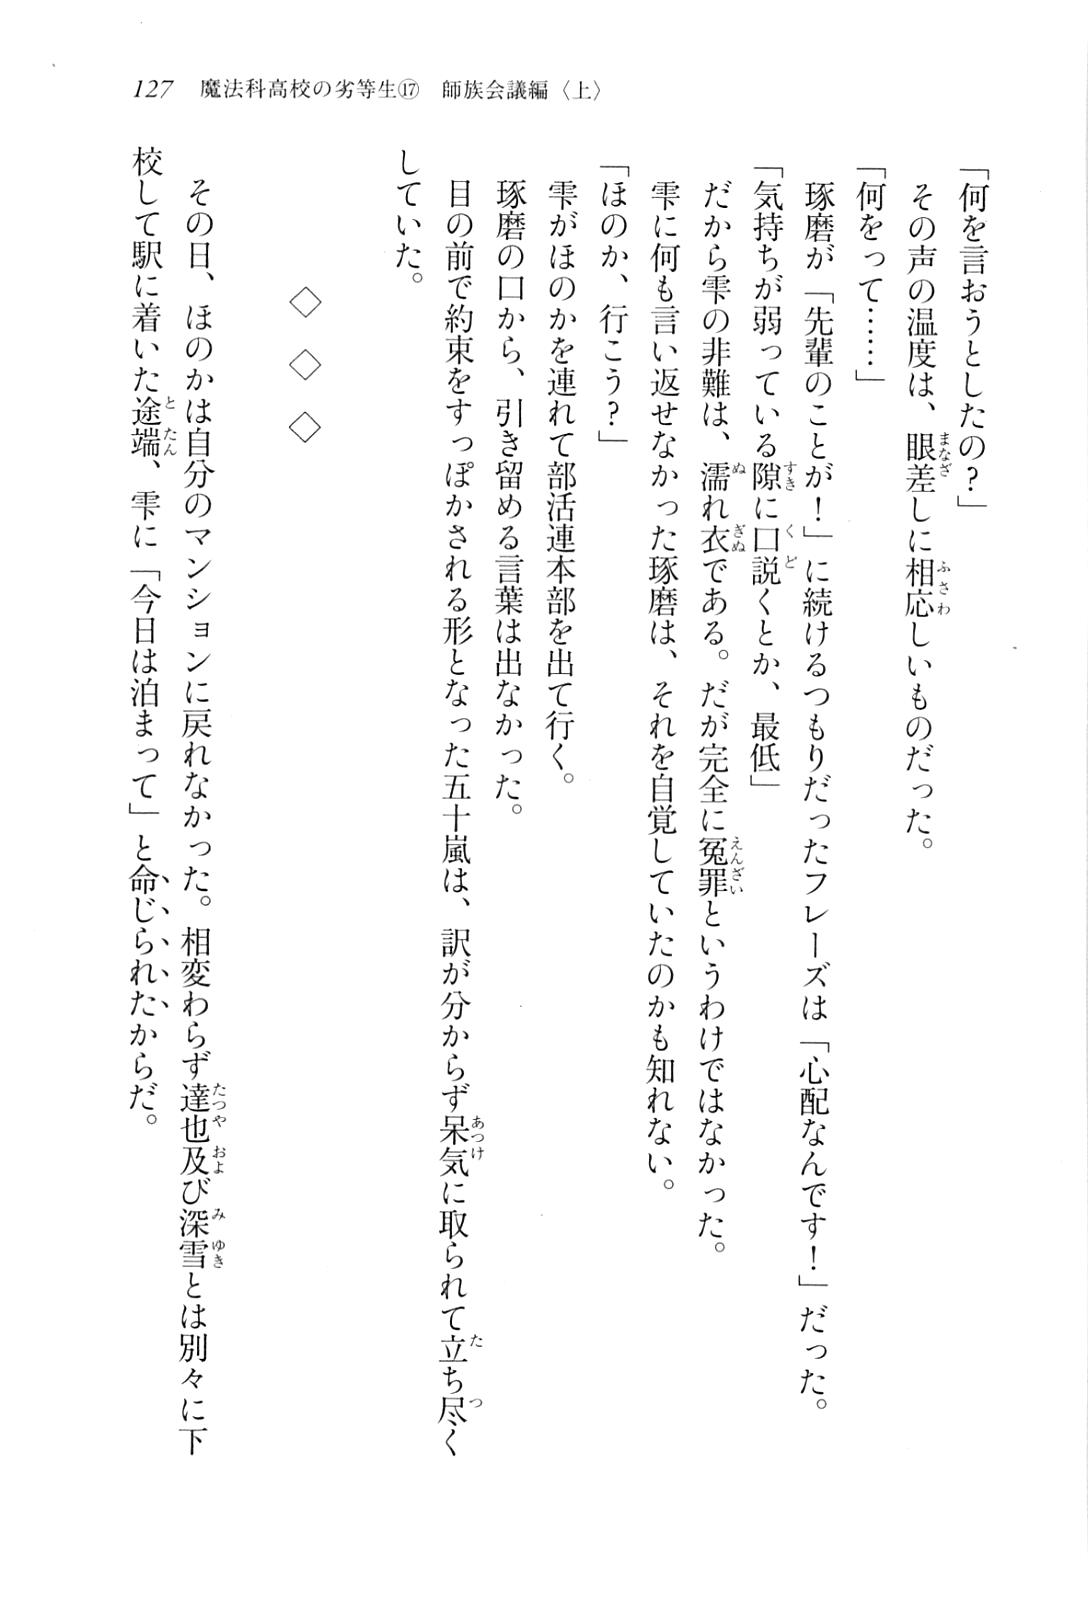 127　魔法科高校の劣等生⑰　師族会議編〈上〉
「何を言おうとしたの？」
　その声の温度は、眼差しに相応しいものだった。
「何をって……」
　琢磨が「先輩のことが！」に続けるつもりだったフレーズは「心配なんです！」だった。
「気持ちが弱っている隙に口説くとか、最低」
　だから雫の非難は、濡れ衣である。だが完全に冤罪というわけではなかった。
　雫に何も言い返せなかった琢磨は、それを自覚していたのかも知れない。
「ほのか、行こう？」
　雫がほのかを連れて部活連本部を出て行く。
　琢磨の口から、引き留める言葉は出なかった。
　目の前で約束をすっぽかされる形となった五十嵐は、訳が分からず呆気に取られて立ち尽く
していた。
◇　◇　◇
　その日、ほのかは自分のマンションに戻れなかった。相変わらず達也及び深雪とは別々に下
校して駅に着いた途端、雫に「今日は泊まって」と命じられたからだ。